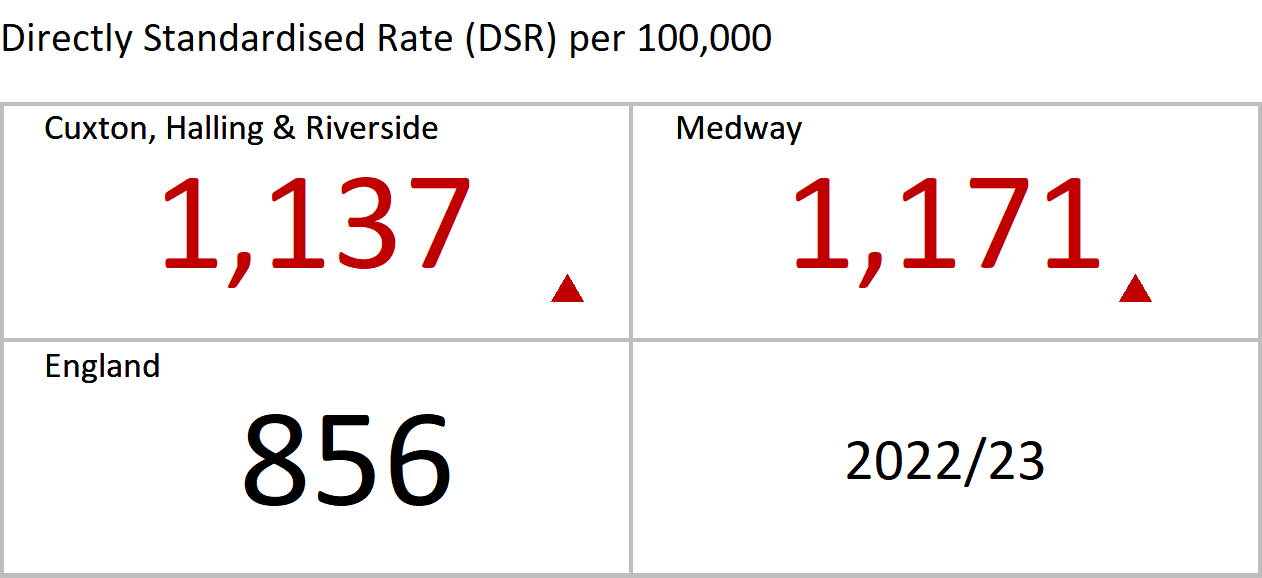 Directly Standardised Rate (DSR) per 100,000
Cuxton, Halling & Riverside
1,137
Medway
1,171
England
856
2022/23